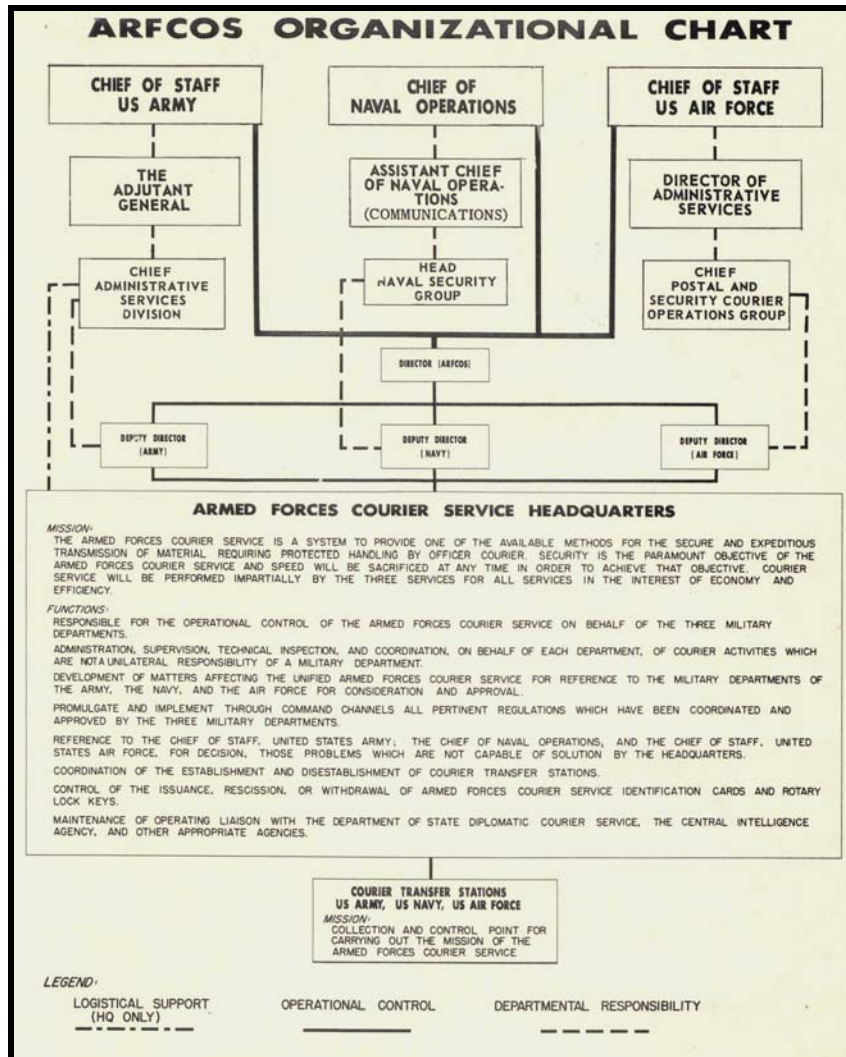 ARFCOS ORGANIZATIONAL CHART
CHIEF OF STAFF
US ARMY
CHIEF OF
NAVAL OPERATIONS
CHIEF OF STAFF
US AIR FORCE
THE
ADJUTANT
GENERAL
ASSISTANT CHIEF
OF NAVAL OPERA-
TIONS
(COMMUNICATIONS)
DIRECTOR OF
ADMINISTRATIVE
SERVICES
CHIEF
ADMINISTRATIVE
SERVICES
DIVISION
HEAD
NAVAL SECURITY
GROUP
CHIEF
POSTAL AND
SECURITY COURIER
OPERATIONS GROUP
DIRECTOR (ARFCOS)
DEPUTY DIRECTOR
(ARMY)
DEPUTY DIRECTOR
(NAVY)
DEPUTY DIRECTOR
(AIR FORCE)
ARMED FORCES COURIER SERVICE HEADQUARTERS
MISSION:
THE ARMED FORCES COURIER SERVICE IS A SYSTEM TO PROVIDE ONE OF THE AVAILABLE METHODS FOR THE SECURE AND EXPEDITIOUS
TRANSMISSION OF MATERIAL REQUIRING PROTECTED HANDLING BY OFFICER COURIER. SECURITY IS THE PARAMOUNT OBJECTIVE OF THE
ARMED FORCES COURIER SERVICE AND SPEED WILL BE SACRIFICED AT ANY TIME IN ORDER TO ACHIEVE THAT OBJECTIVE. COURIER
SERVICE WILL BE PERFORMED IMPARTIALLY BY THE THREE SERVICES FOR ALL SERVICES IN THE INTEREST OF ECONOMY AND
EFFICIENCY.
FUNCTIONS:
RESPONSIBLE FOR THE OPERATIONAL CONTROL OF THE ARMED FORCES COURIER SERVICE ON BEHALF OF THE THREE MILITARY
DEPARTMENTS.
ADMINISTRATION, SUPERVISION, TECHNICAL INSPECTION, AND COORDINATION, ON BEHALF OF EACH DEPARTMENT, OF COURIER ACTIVITIES WHICH
ARE NOT A UNILATERAL RESPONSIBILITY OF A MILITARY DEPARTMENT.
DEVELOPMENT OF MATTERS AFFECTING THE UNIFIED ARMED FORCES COURIER SERVICE FOR REFERENCE TO THE MILITARY DEPARTMENTS OF
THE ARMY, THE NAVY, AND THE AIR FORCE FOR CONSIDERATION AND APPROVAL.
PROMULGATE AND IMPLEMENT THROUGH COMMAND CHANNELS ALL PERTINENT REGULATIONS WHICH HAVE BEEN COORDINATED AND
APPROVED BY THE THREE MILITARY DEPARTMENTS.
REFERENCE TO THE CHIEF OF STAFF, UNITED STATES ARMY; THE CHIEF OF NAVAL OPERATIONS; AND THE CHIEF OF STAFF, UNITED
STATES AIR FORCE, FOR DECISION, THOSE PROBLEMS WHICH ARE NOT CAPABLE OF SOLUTION BY THE HEADQUARTERS.
COORDINATION OF THE ESTABLISHMENT AND DISESTABLISHMENT OF COURIER TRANSFER STATIONS.
CONTROL OF THE ISSUANCE, RESCISSION, OR WITHDRAWAL OF ARMED FORCES COURIER SERVICE IDENTIFICATION CARDS AND ROTARY
LOCK KEYS.
MAINTENANCE OF OPERATING LIAISON WITH THE DEPARTMENT OF STATE DIPLOMATIC COURIER SERVICE, THE CENTRAL INTELLIGENCE
AGENCY, AND OTHER APPROPRIATE AGENCIES.
COURIER TRANSFER STATIONS
US ARMY, US NAVY, US AIR FORCE
MISSION:
COLLECTION AND CONTROL POINT FOR
CARRYING OUT THE MISSION OF THE
ARMED FORCES COURIER SERVICE
LEGEND:
LOGISTICAL SUPPORT
(HQ ONLY)
OPERATIONAL CONTROL
DEPARTMENTAL RESPONSIBILITY